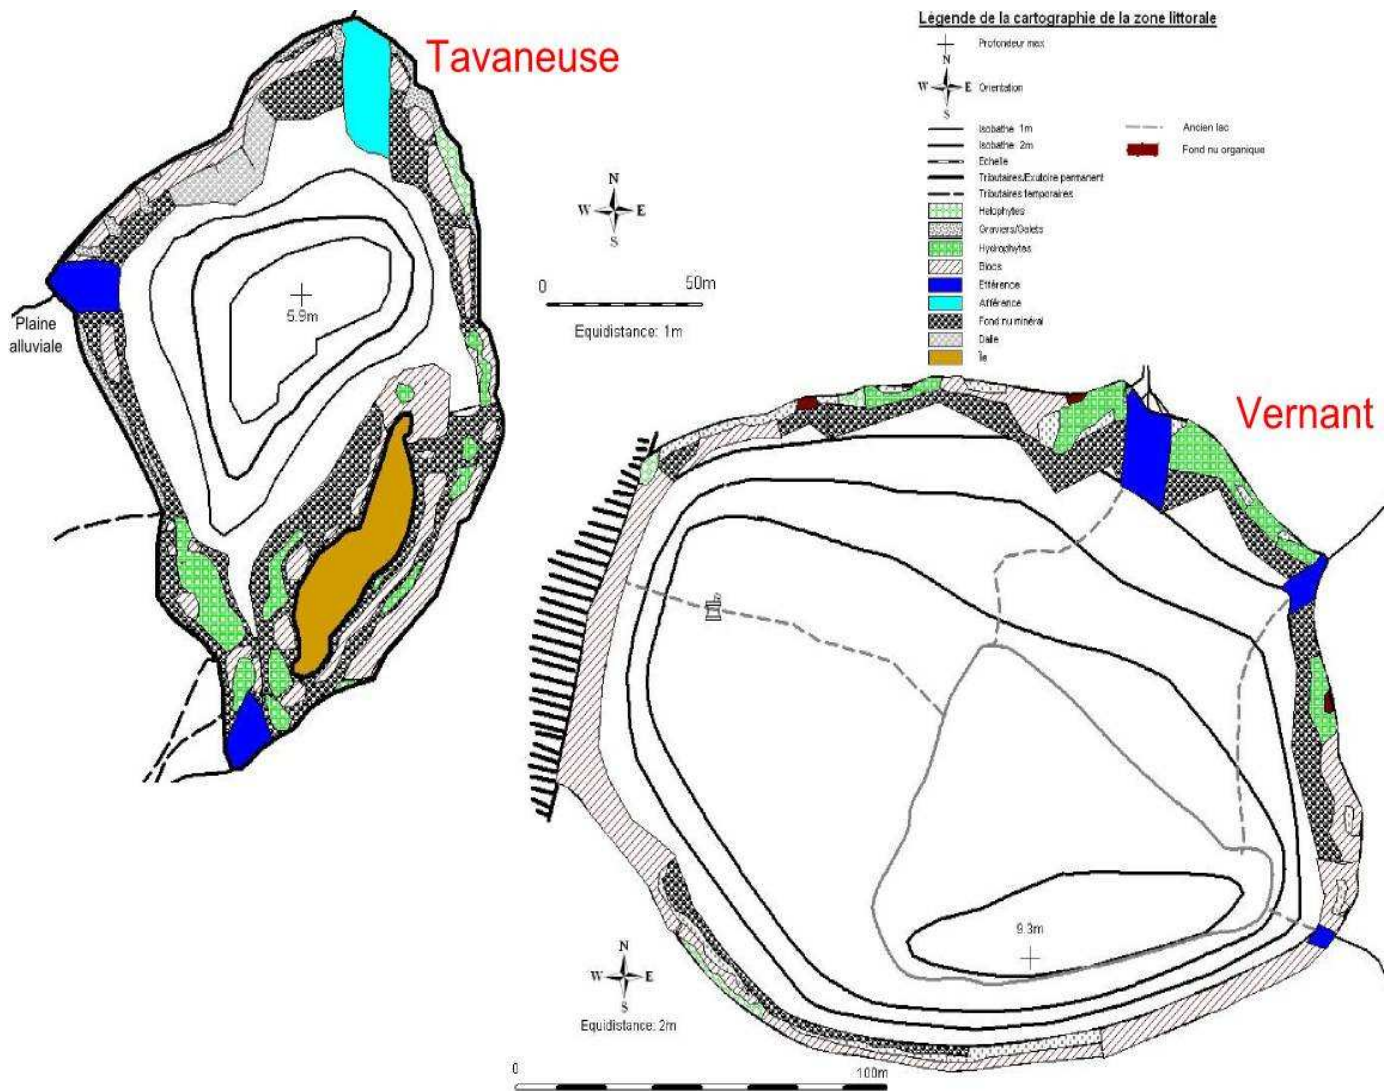 Tavaneuse
Légende de la cartographie de la zone littorale
Profondeur max
N
W E Orientation
S
Isobathe 1m
Isobathe 2m
Echelle
Tributaires/Exutoire permanent
Tributaires temporaires
Hélophytes
Graviers/Galets
Hydrophytes
Blocs
Efférence
Afférence
Fond nu minéral
Dalle
Île
Ancien lac
Fond nu organique
N
W E
S
0 50m
Equidistance: 1m
5.9m
Plaine
alluviale
Vernant
9.3m
N
W E
S
Equidistance: 2m
0 100m